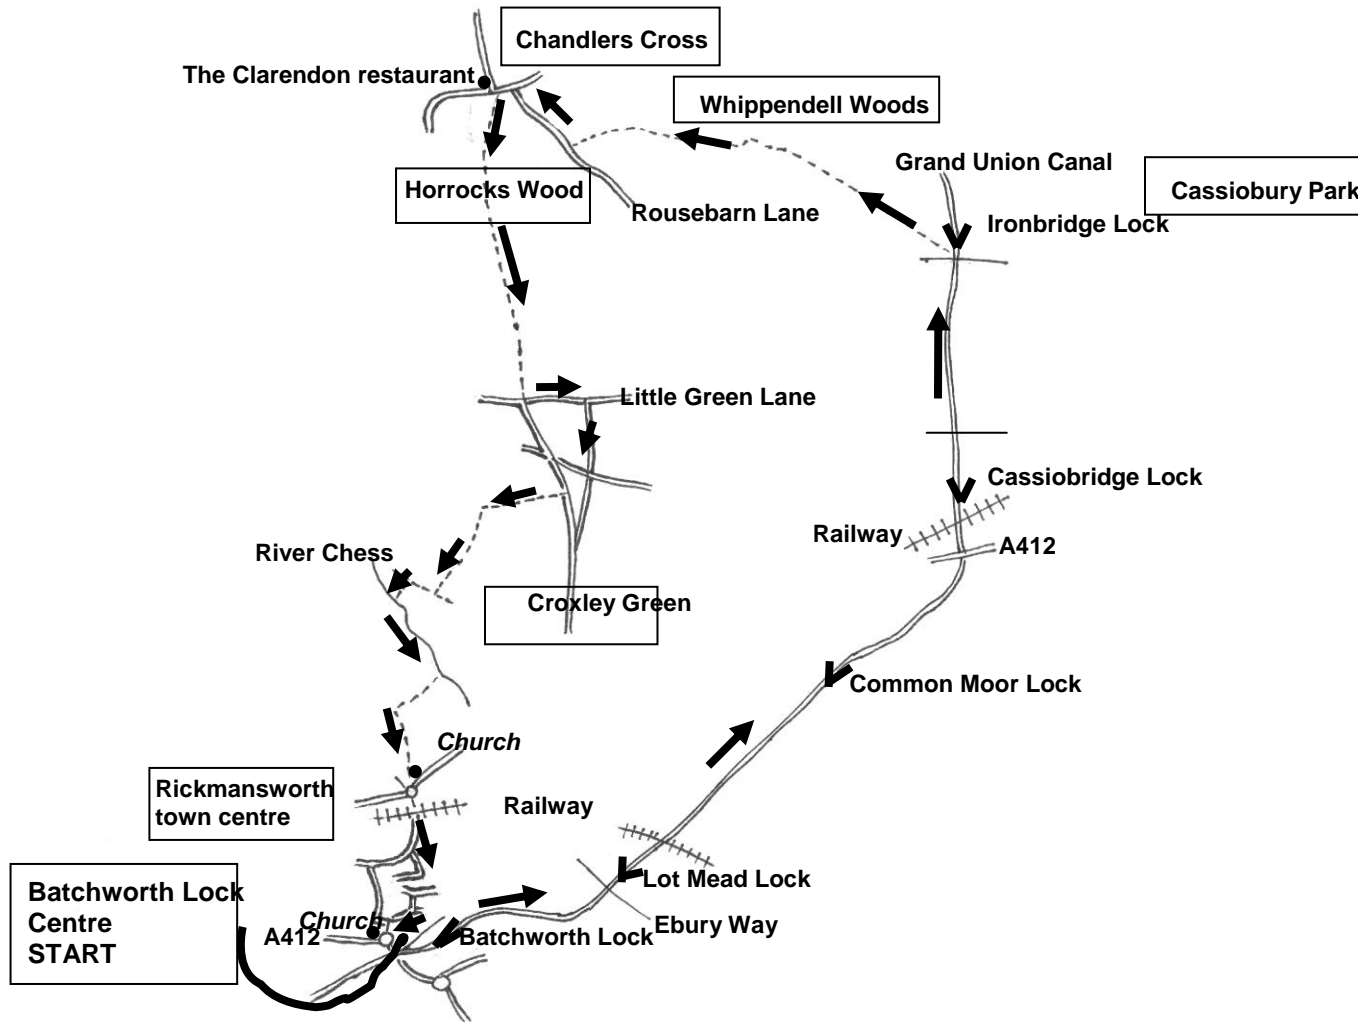 Chandlers Cross
The Clarendon restaurant
Whippendell Woods
Grand Union Canal
Cassiobury Park
Horrocks Wood
Rousebarn Lane
Ironbridge Lock
Little Green Lane
Cassiobridge Lock
Railway
A412
River Chess
Croxley Green
Common Moor Lock
Church
Rickmansworth
town centre
Railway
Batchworth Lock
Centre
START
Lot Mead Lock
Church
A412
Batchworth Lock
Ebury Way